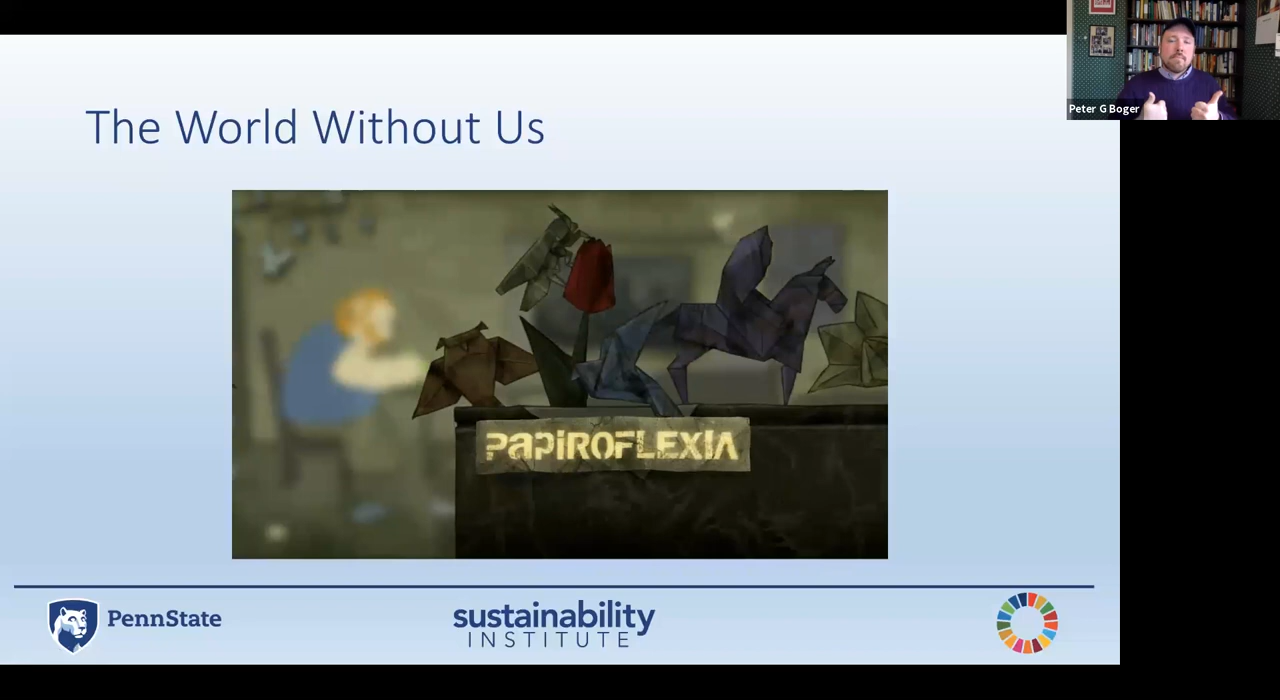 Peter G Boger
The World Without Us
PAPIROFLEXIA
PennState
sustainability
INSTITUTE